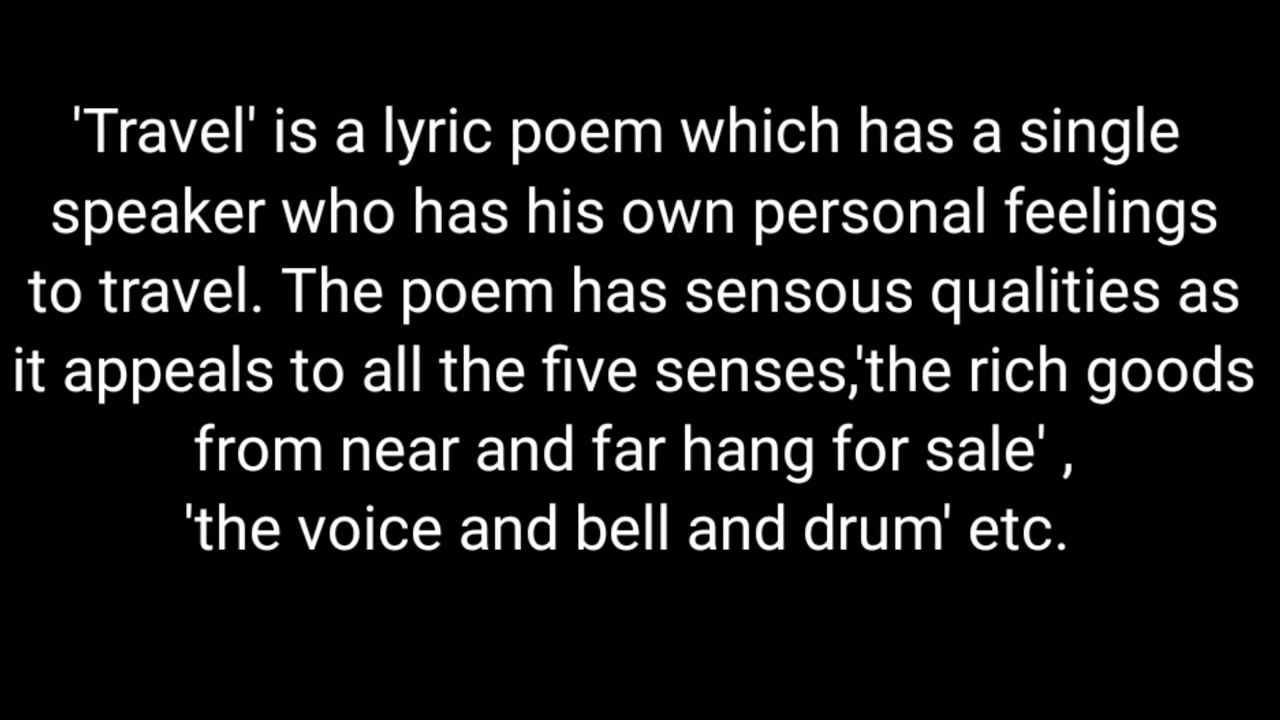 'Travel' is a lyric poem which has a single
speaker who has his own personal feelings
to travel. The poem has sensous qualities as
it appeals to all the five senses,'the rich goods
from near and far hang for sale' ,
'the voice and bell and drum' etc.